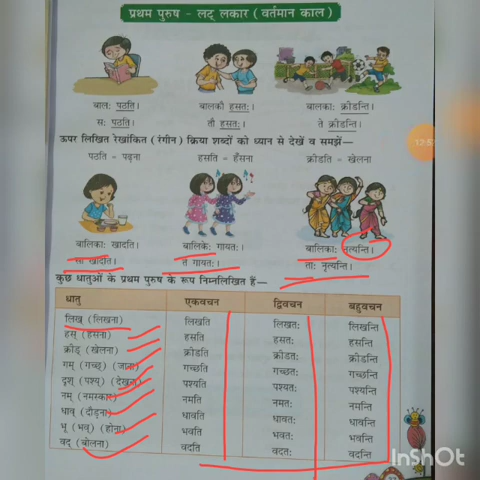 प्रथम पुरुष - लट् लकार (वर्तमान काल)
बालः पठति। बालकौ हसतः। बालकाः क्रीडन्ति।
सः पठति। तौ हसतः। ते क्रीडन्ति।
ऊपर लिखित रेखांकित (रंगीन) क्रिया शब्दों को ध्यान से देखें व समझें—
पठति = पढ़ना हसति = हँसना क्रीडति = खेलना
बालिका खादति। बालिके गायतः। बालिकाः नृत्यन्ति।
सा खादति। ते गायतः। ताः नृत्यन्ति।
कुछ धातुओं के प्रथम पुरुष के रूप निम्नलिखित हैं—
धातु एकवचन द्विवचन बहुवचन
लिख् (लिखना) लिखति लिखतः लिखन्ति
हस् (हँसना) हसति हसतः हसन्ति
क्रीड् (खेलना) क्रीडति क्रीडतः क्रीडन्ति
गम् (गच्छ्) (जाना) गच्छति गच्छतः गच्छन्ति
दृश् (पश्य्) (देखना) पश्यति पश्यतः पश्यन्ति
नम् (नमस्कार) नमति नमतः नमन्ति
धाव् (दौड़ना) धावति धावतः धावन्ति
भू (भव्) (होना) भवति भवतः भवन्ति
वद् (बोलना) वदति वदतः वदन्ति
InShOt